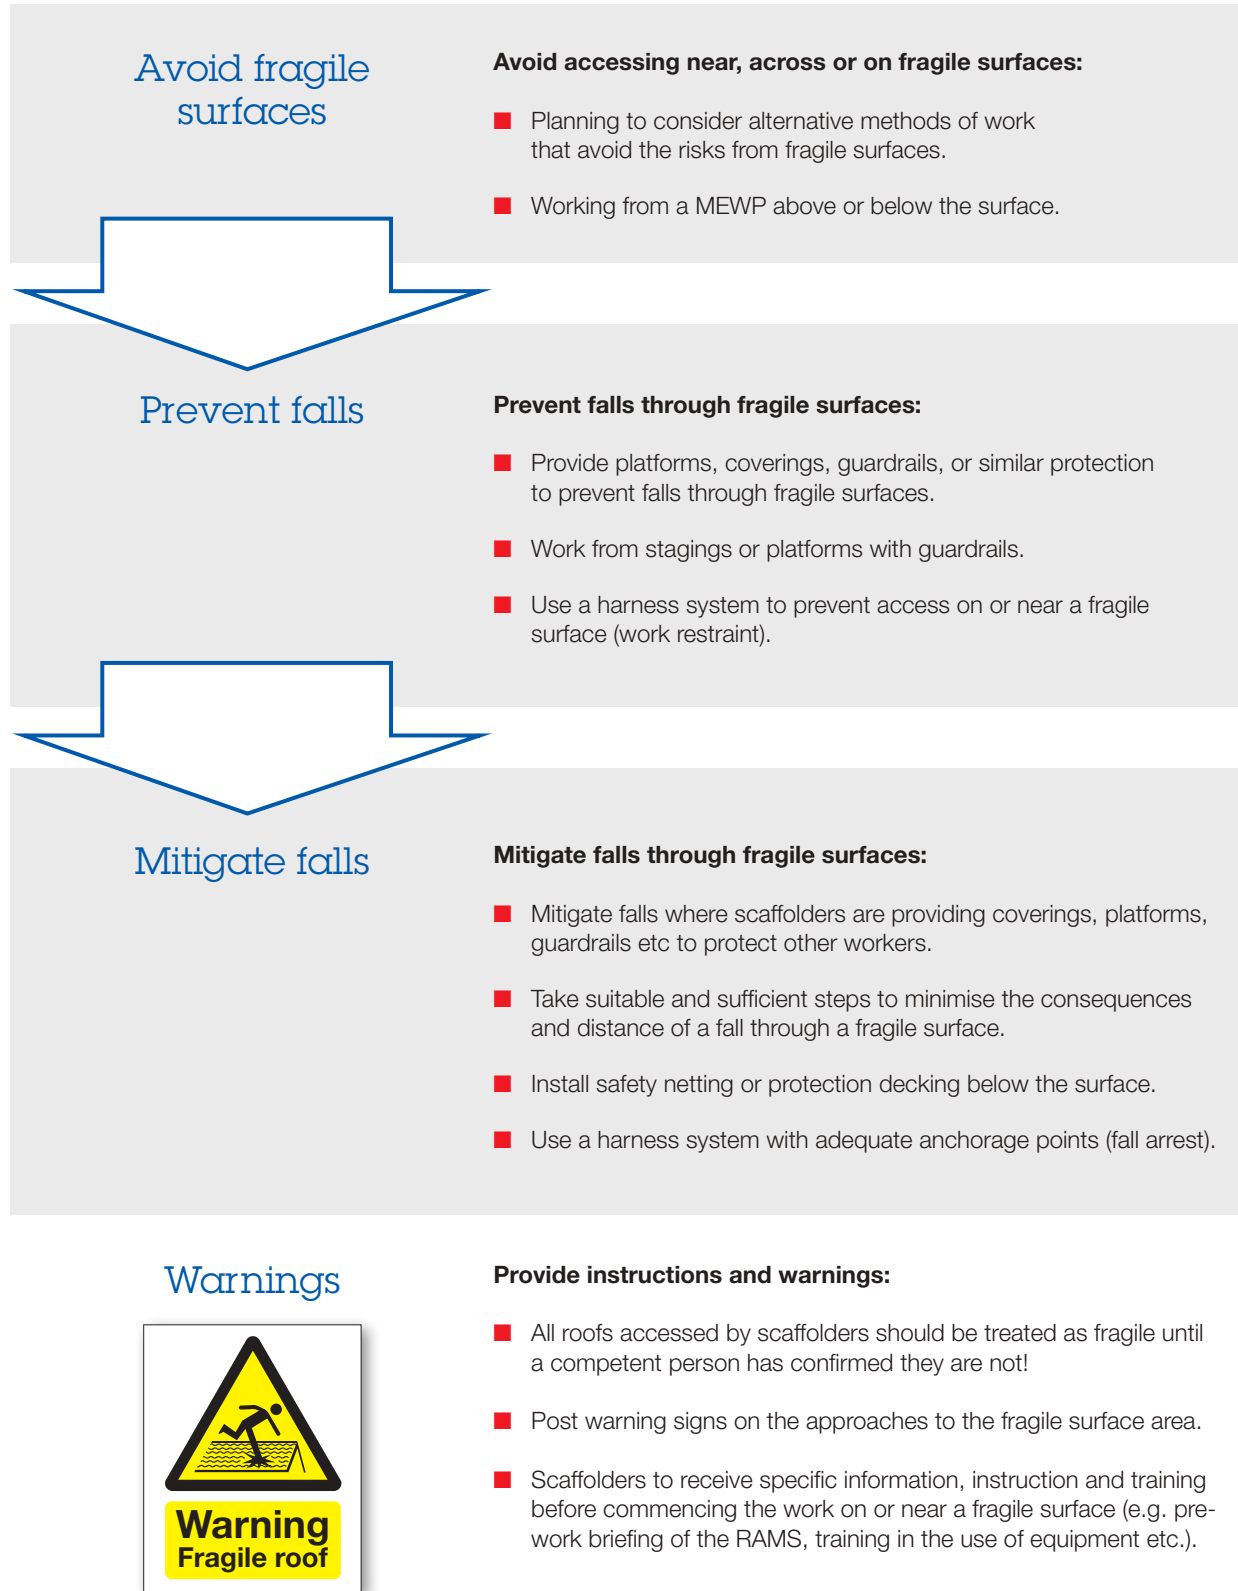 Avoid fragile
surfaces
Avoid accessing near, across or on fragile surfaces:
■ Planning to consider alternative methods of work
that avoid the risks from fragile surfaces.
■ Working from a MEWP above or below the surface.
Prevent falls
Prevent falls through fragile surfaces:
■ Provide platforms, coverings, guardrails, or similar protection
to prevent falls through fragile surfaces.
■ Work from stagings or platforms with guardrails.
■ Use a harness system to prevent access on or near a fragile
surface (work restraint).
Mitigate falls
Mitigate falls through fragile surfaces:
■ Mitigate falls where scaffolders are providing coverings, platforms,
guardrails etc to protect other workers.
■ Take suitable and sufficient steps to minimise the consequences
and distance of a fall through a fragile surface.
■ Install safety netting or protection decking below the surface.
■ Use a harness system with adequate anchorage points (fall arrest).
Warnings
Warning
Fragile roof
Provide instructions and warnings:
■ All roofs accessed by scaffolders should be treated as fragile until
a competent person has confirmed they are not!
■ Post warning signs on the approaches to the fragile surface area.
■ Scaffolders to receive specific information, instruction and training
before commencing the work on or near a fragile surface (e.g. pre-
work briefing of the RAMS, training in the use of equipment etc.).